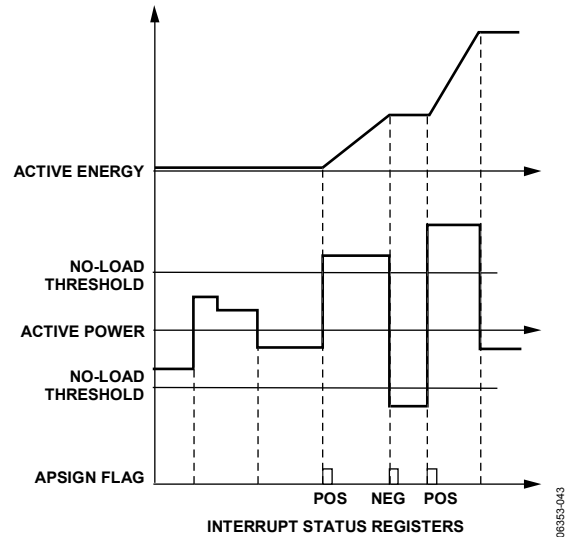 ACTIVE ENERGY
NO-LOAD
THRESHOLD
ACTIVE POWER
NO-LOAD
THRESHOLD
APSIGN FLAG
POS NEG POS
INTERRUPT STATUS REGISTERS
06353-043